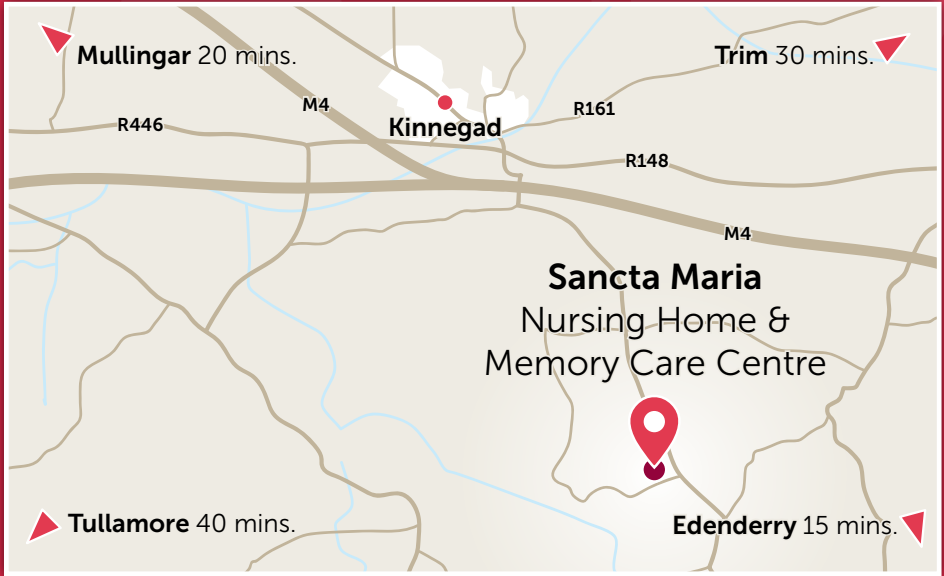 Mullingar 20 mins.
Trim 30 mins.
M4
R446
R161
Kinnegad
R148
M4
Sancta Maria
Nursing Home &
Memory Care Centre
Tullamore 40 mins.
Edenderry 15 mins.